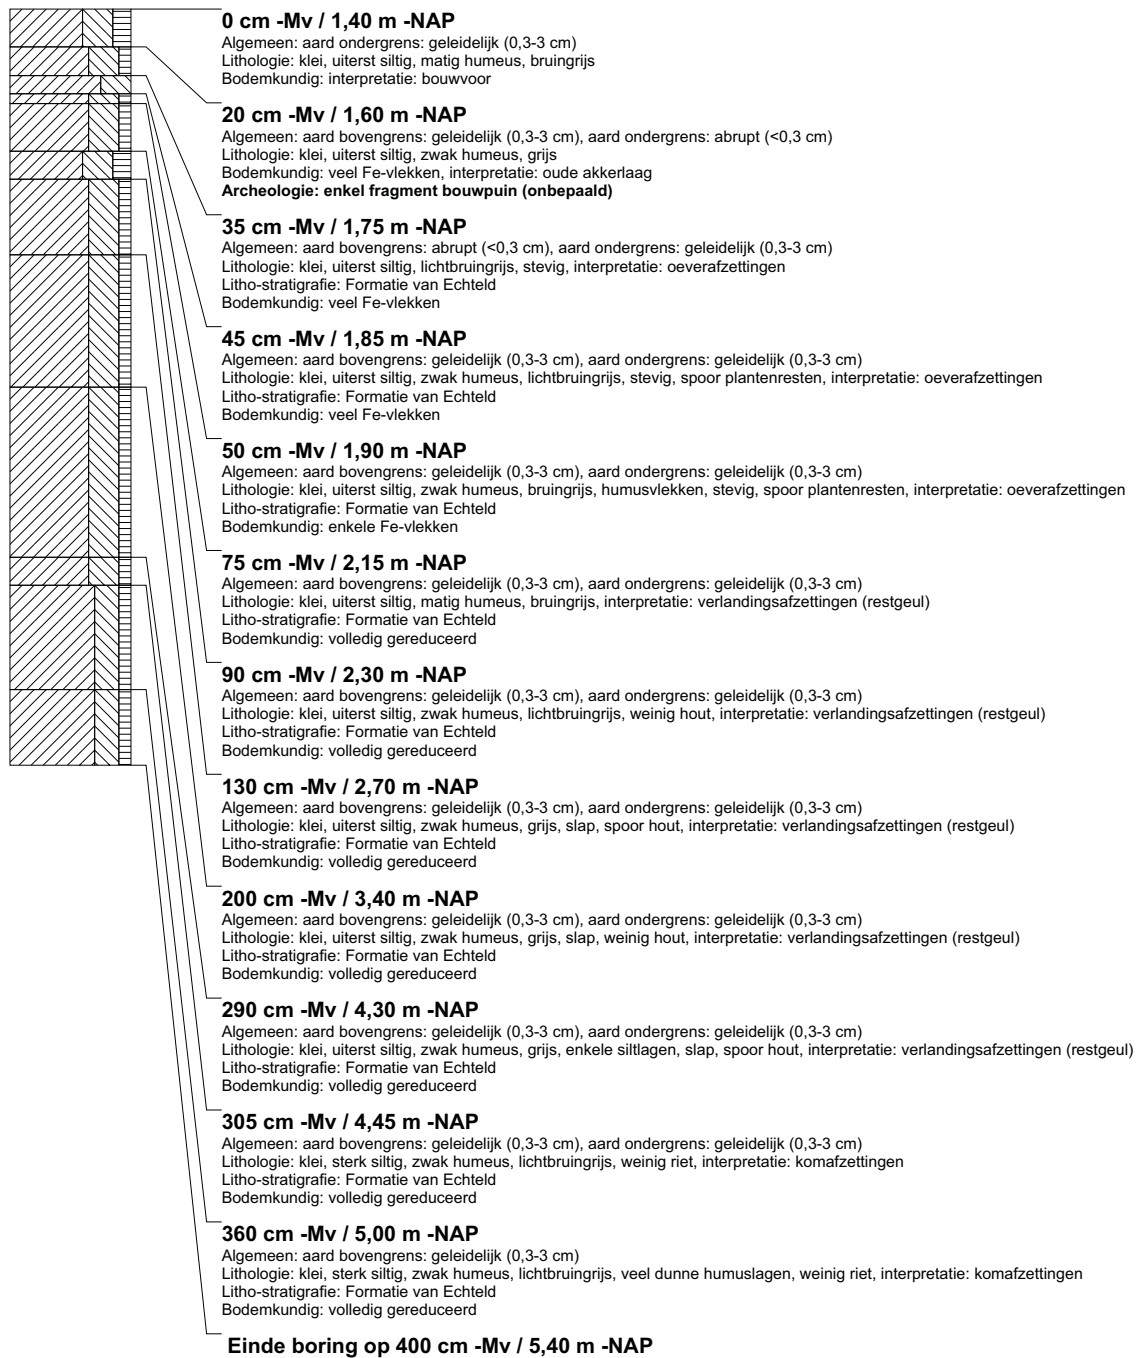 0 cm -Mv / 1,40 m -NAP
Algemeen: aard ondergrens: geleidelijk (0,3-3 cm)
Lithologie: klei, uiterst siltig, matig humeus, bruingrijs
Bodemkundig: interpretatie: bouwvoor
20 cm -Mv / 1,60 m -NAP
Algemeen: aard bovengrens: geleidelijk (0,3-3 cm), aard ondergrens: abrupt (<0,3 cm)
Lithologie: klei, uiterst siltig, zwak humeus, grijs
Bodemkundig: veel Fe-vlekken, interpretatie: oude akkerlaag
Archeologie: enkel fragment bouwpuin (onbepaald)
35 cm -Mv / 1,75 m -NAP
Algemeen: aard bovengrens: abrupt (<0,3 cm), aard ondergrens: geleidelijk (0,3-3 cm)
Lithologie: klei, uiterst siltig, lichtbruingrijs, stevig, interpretatie: oeverafzettingen
Litho-stratigrafie: Formatie van Echteld
Bodemkundig: veel Fe-vlekken
45 cm -Mv / 1,85 m -NAP
Algemeen: aard bovengrens: geleidelijk (0,3-3 cm), aard ondergrens: geleidelijk (0,3-3 cm)
Lithologie: klei, uiterst siltig, zwak humeus, lichtbruingrijs, stevig, spoor plantenresten, interpretatie: oeverafzettingen
Litho-stratigrafie: Formatie van Echteld
Bodemkundig: veel Fe-vlekken
50 cm -Mv / 1,90 m -NAP
Algemeen: aard bovengrens: geleidelijk (0,3-3 cm), aard ondergrens: geleidelijk (0,3-3 cm)
Lithologie: klei, uiterst siltig, zwak humeus, bruingrijs, humusvlekken, stevig, spoor plantenresten, interpretatie: oeverafzettingen
Litho-stratigrafie: Formatie van Echteld
Bodemkundig: enkele Fe-vlekken
75 cm -Mv / 2,15 m -NAP
Algemeen: aard bovengrens: geleidelijk (0,3-3 cm), aard ondergrens: geleidelijk (0,3-3 cm)
Lithologie: klei, uiterst siltig, matig humeus, bruingrijs, interpretatie: verlandingsafzettingen (restgeul)
Litho-stratigrafie: Formatie van Echteld
Bodemkundig: volledig gereduceerd
90 cm -Mv / 2,30 m -NAP
Algemeen: aard bovengrens: geleidelijk (0,3-3 cm), aard ondergrens: geleidelijk (0,3-3 cm)
Lithologie: klei, uiterst siltig, zwak humeus, lichtbruingrijs, weinig hout, interpretatie: verlandingsafzettingen (restgeul)
Litho-stratigrafie: Formatie van Echteld
Bodemkundig: volledig gereduceerd
130 cm -Mv / 2,70 m -NAP
Algemeen: aard bovengrens: geleidelijk (0,3-3 cm), aard ondergrens: geleidelijk (0,3-3 cm)
Lithologie: klei, uiterst siltig, zwak humeus, grijs, slap, spoor hout, interpretatie: verlandingsafzettingen (restgeul)
Litho-stratigrafie: Formatie van Echteld
Bodemkundig: volledig gereduceerd
200 cm -Mv / 3,40 m -NAP
Algemeen: aard bovengrens: geleidelijk (0,3-3 cm), aard ondergrens: geleidelijk (0,3-3 cm)
Lithologie: klei, uiterst siltig, zwak humeus, grijs, slap, weinig hout, interpretatie: verlandingsafzettingen (restgeul)
Litho-stratigrafie: Formatie van Echteld
Bodemkundig: volledig gereduceerd
290 cm -Mv / 4,30 m -NAP
Algemeen: aard bovengrens: geleidelijk (0,3-3 cm), aard ondergrens: geleidelijk (0,3-3 cm)
Lithologie: klei, uiterst siltig, zwak humeus, grijs, enkele siltlagen, slap, spoor hout, interpretatie: verlandingsafzettingen (restgeul)
Litho-stratigrafie: Formatie van Echteld
Bodemkundig: volledig gereduceerd
305 cm -Mv / 4,45 m -NAP
Algemeen: aard bovengrens: geleidelijk (0,3-3 cm), aard ondergrens: geleidelijk (0,3-3 cm)
Lithologie: klei, sterk siltig, zwak humeus, lichtbruingrijs, weinig riet, interpretatie: komafzettingen
Litho-stratigrafie: Formatie van Echteld
Bodemkundig: volledig gereduceerd
360 cm -Mv / 5,00 m -NAP
Algemeen: aard bovengrens: geleidelijk (0,3-3 cm)
Lithologie: klei, sterk siltig, zwak humeus, lichtbruingrijs, veel dunne humuslagen, weinig riet, interpretatie: komafzettingen
Litho-stratigrafie: Formatie van Echteld
Bodemkundig: volledig gereduceerd
Einde boring op 400 cm -Mv / 5,40 m -NAP